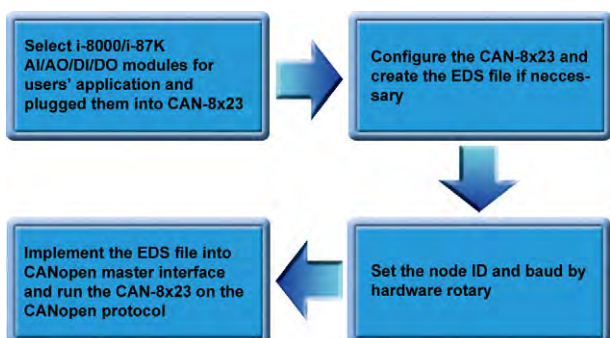 Select i-8000/i-87K
AI/AO/DI/DO modules for
users' application and
plugged them into CAN-8x23
Configure the CAN-8x23 and
create the EDS file if neccec-
ssary
Set the node ID and baud by
hardware rotary
Implement the EDS file into
CANopen master interface
and run the CAN-8x23 on the
CANopen protocol